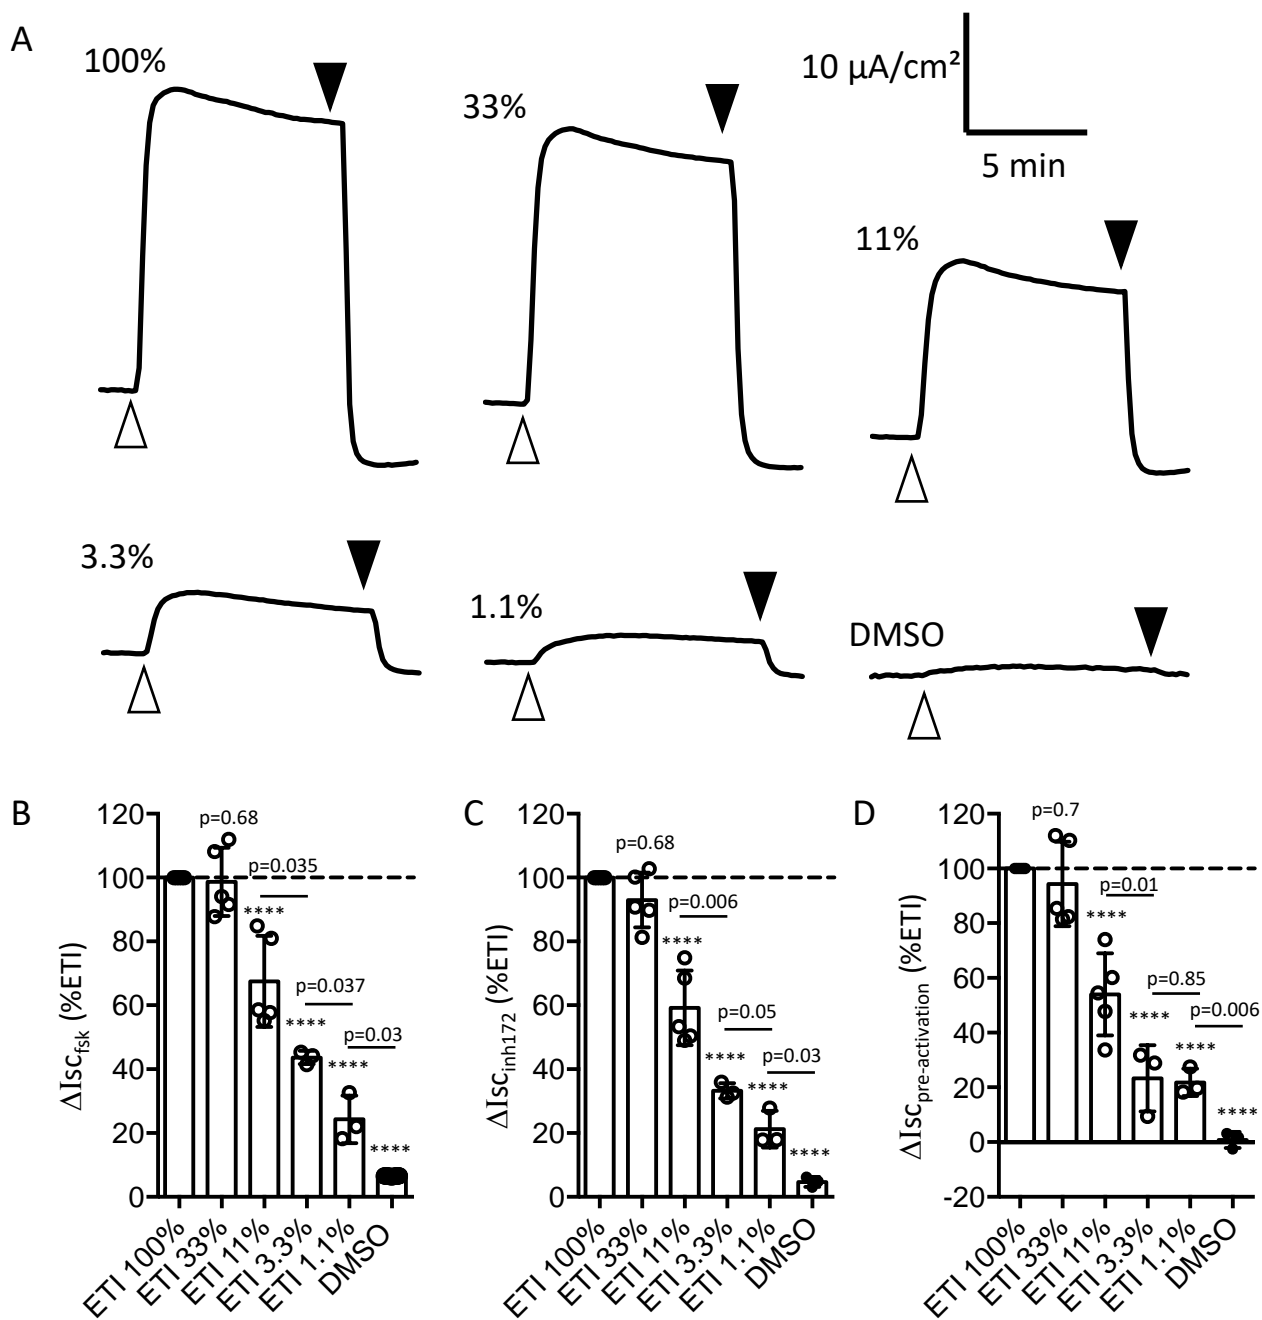 A
100%
33%
10 µA/cm²
5 min
11%
3.3%
1.1%
DMSO
B
ΔIsc_fsk (%ETI)
120
100
80
60
40
20
0
p=0.68
p=0.035
****
p=0.037
****
p=0.03
****
****
ETI 100%
ETI 33%
ETI 11%
ETI 3.3%
ETI 1.1%
DMSO
C
ΔIsc_inh172 (%ETI)
120
100
80
60
40
20
0
p=0.68
p=0.006
****
p=0.05
****
p=0.03
****
****
ETI 100%
ETI 33%
ETI 11%
ETI 3.3%
ETI 1.1%
DMSO
D
ΔIsc_pre-activation (%ETI)
120
100
80
60
40
20
0
-20
p=0.7
p=0.01
****
p=0.85
****
p=0.006
****
****
ETI 100%
ETI 33%
ETI 11%
ETI 3.3%
ETI 1.1%
DMSO